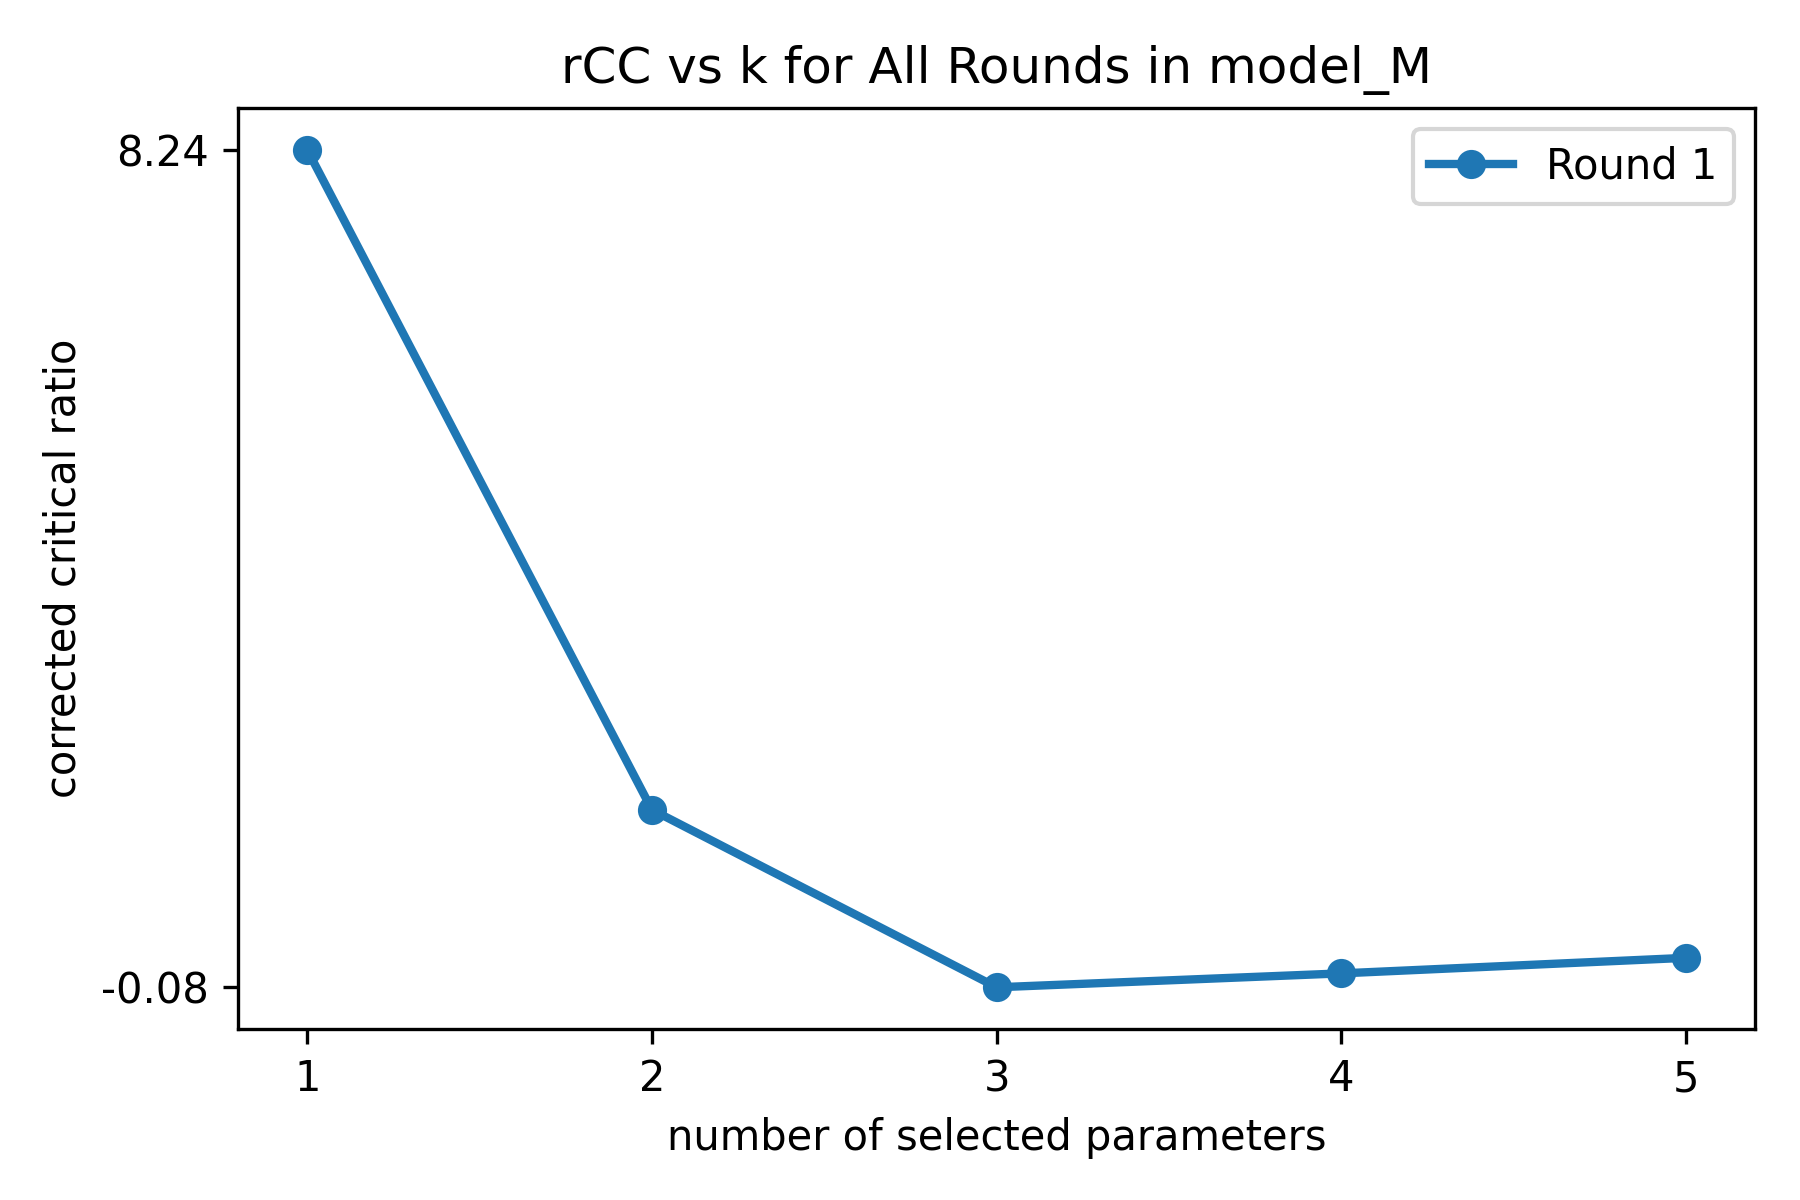 rCC vs k for All Rounds in model_M
8.24
-0.08
corrected critical ratio
Round 1
1 2 3 4 5
number of selected parameters